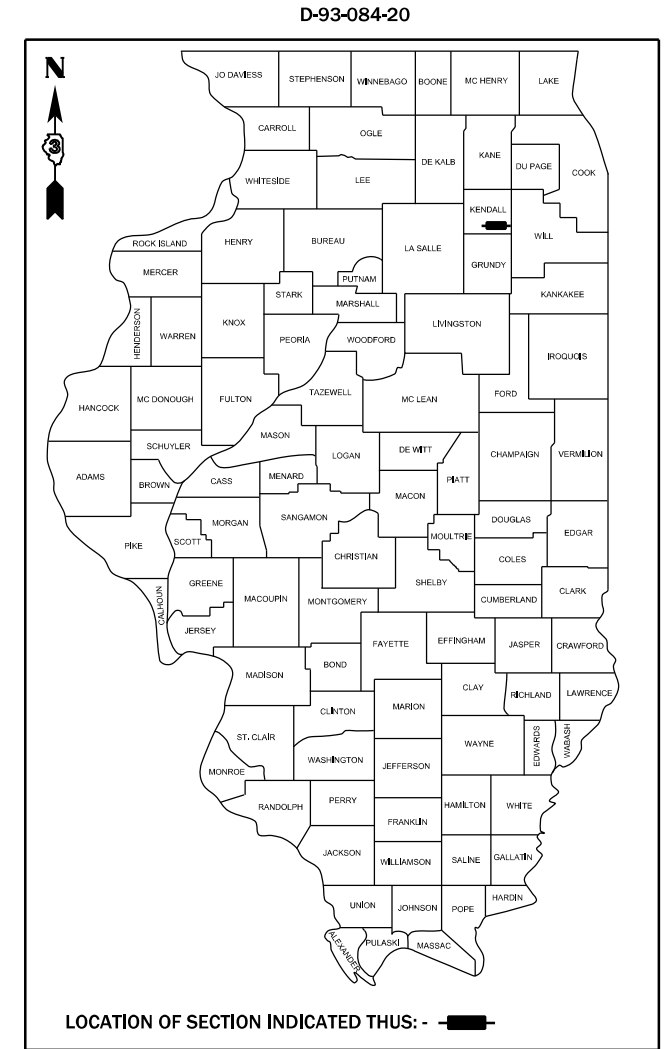 D-93-084-20
N
3
JO DAVIESS STEPHENSON WINNEBAGO BOONE MC HENRY LAKE
CARROLL OGLE DE KALB KANE DU PAGE COOK
WHITESIDE LEE
KENDALL
ROCK ISLAND HENRY BUREAU LA SALLE WILL
MERCER PUTNAM GRUNDY
STARK MARSHALL KANKAKEE
HENDERSON WARREN KNOX PEORIA WOODFORD LIVINGSTON IROQUOIS
HANCOCK MC DONOUGH FULTON TAZEWELL MC LEAN FORD
MASON
SCHUYLER LOGAN DE WITT CHAMPAIGN VERMILION
ADAMS BROWN CASS MENARD PIATT
MACON
MORGAN SANGAMON DOUGLAS
PIKE SCOTT CHRISTIAN MOULTRIE COLES EDGAR
GREENE SHELBY
CALHOUN MACOUPIN MONTGOMERY CUMBERLAND CLARK
JERSEY FAYETTE EFFINGHAM JASPER CRAWFORD
BOND
MADISON CLAY RICHLAND LAWRENCE
CLINTON MARION
ST. CLAIR WAYNE EDWARDS WABASH
WASHINGTON JEFFERSON
MONROE
RANDOLPH PERRY HAMILTON WHITE
FRANKLIN
JACKSON WILLIAMSON SALINE GALLATIN
UNION JOHNSON POPE HARDIN
ALEXANDER PULASKI MASSAC
LOCATION OF SECTION INDICATED THUS: -